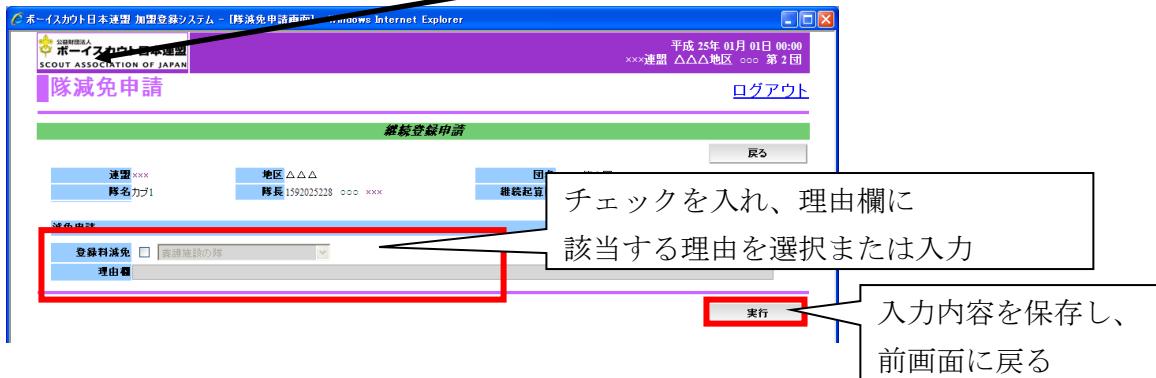 ボーイスカウト日本連盟 加盟登録システム - [隊減免申請画面] - Windows Internet Explorer
公益財団法人
ボーイスカウト日本連盟
SCOUT ASSOCIATION OF JAPAN
平成 25年 01月 01日 00:00
×××連盟 △△△地区 ○○○ 第2団
隊減免申請
ログアウト
継続登録申請
戻る
連盟 ××× 地区 △△△ 団名
隊名 カブ1 隊長 1592025228 ○○○ ××× 継続起算
減免申請
登録料減免 養護施設の隊
理由欄
チェックを入れ、理由欄に
該当する理由を選択または入力
実行
入力内容を保存し、
前画面に戻る